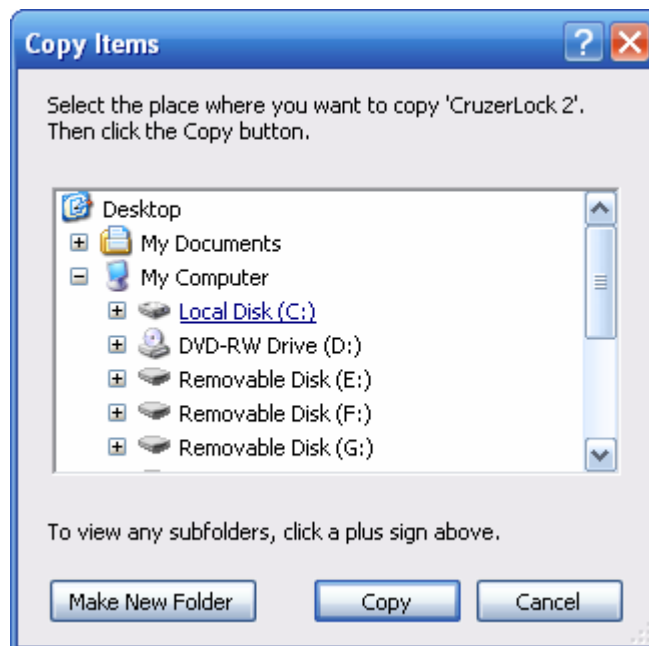 Copy Items
Select the place where you want to copy 'CruzerLock 2'.
Then click the Copy button.
Desktop
My Documents
My Computer
Local Disk (C:)
DVD-RW Drive (D:)
Removable Disk (E:)
Removable Disk (F:)
Removable Disk (G:)
To view any subfolders, click a plus sign above.
Make New Folder Copy Cancel